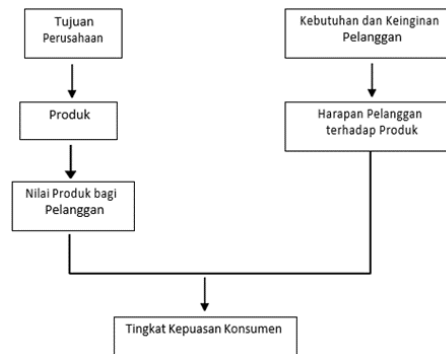 Tujuan
Perusahaan
Kebutuhan dan Keinginan
Pelanggan
Produk
Harapan Pelanggan
terhadap Produk
Nilai Produk bagi
Pelanggan
Tingkat Kepuasan Konsumen